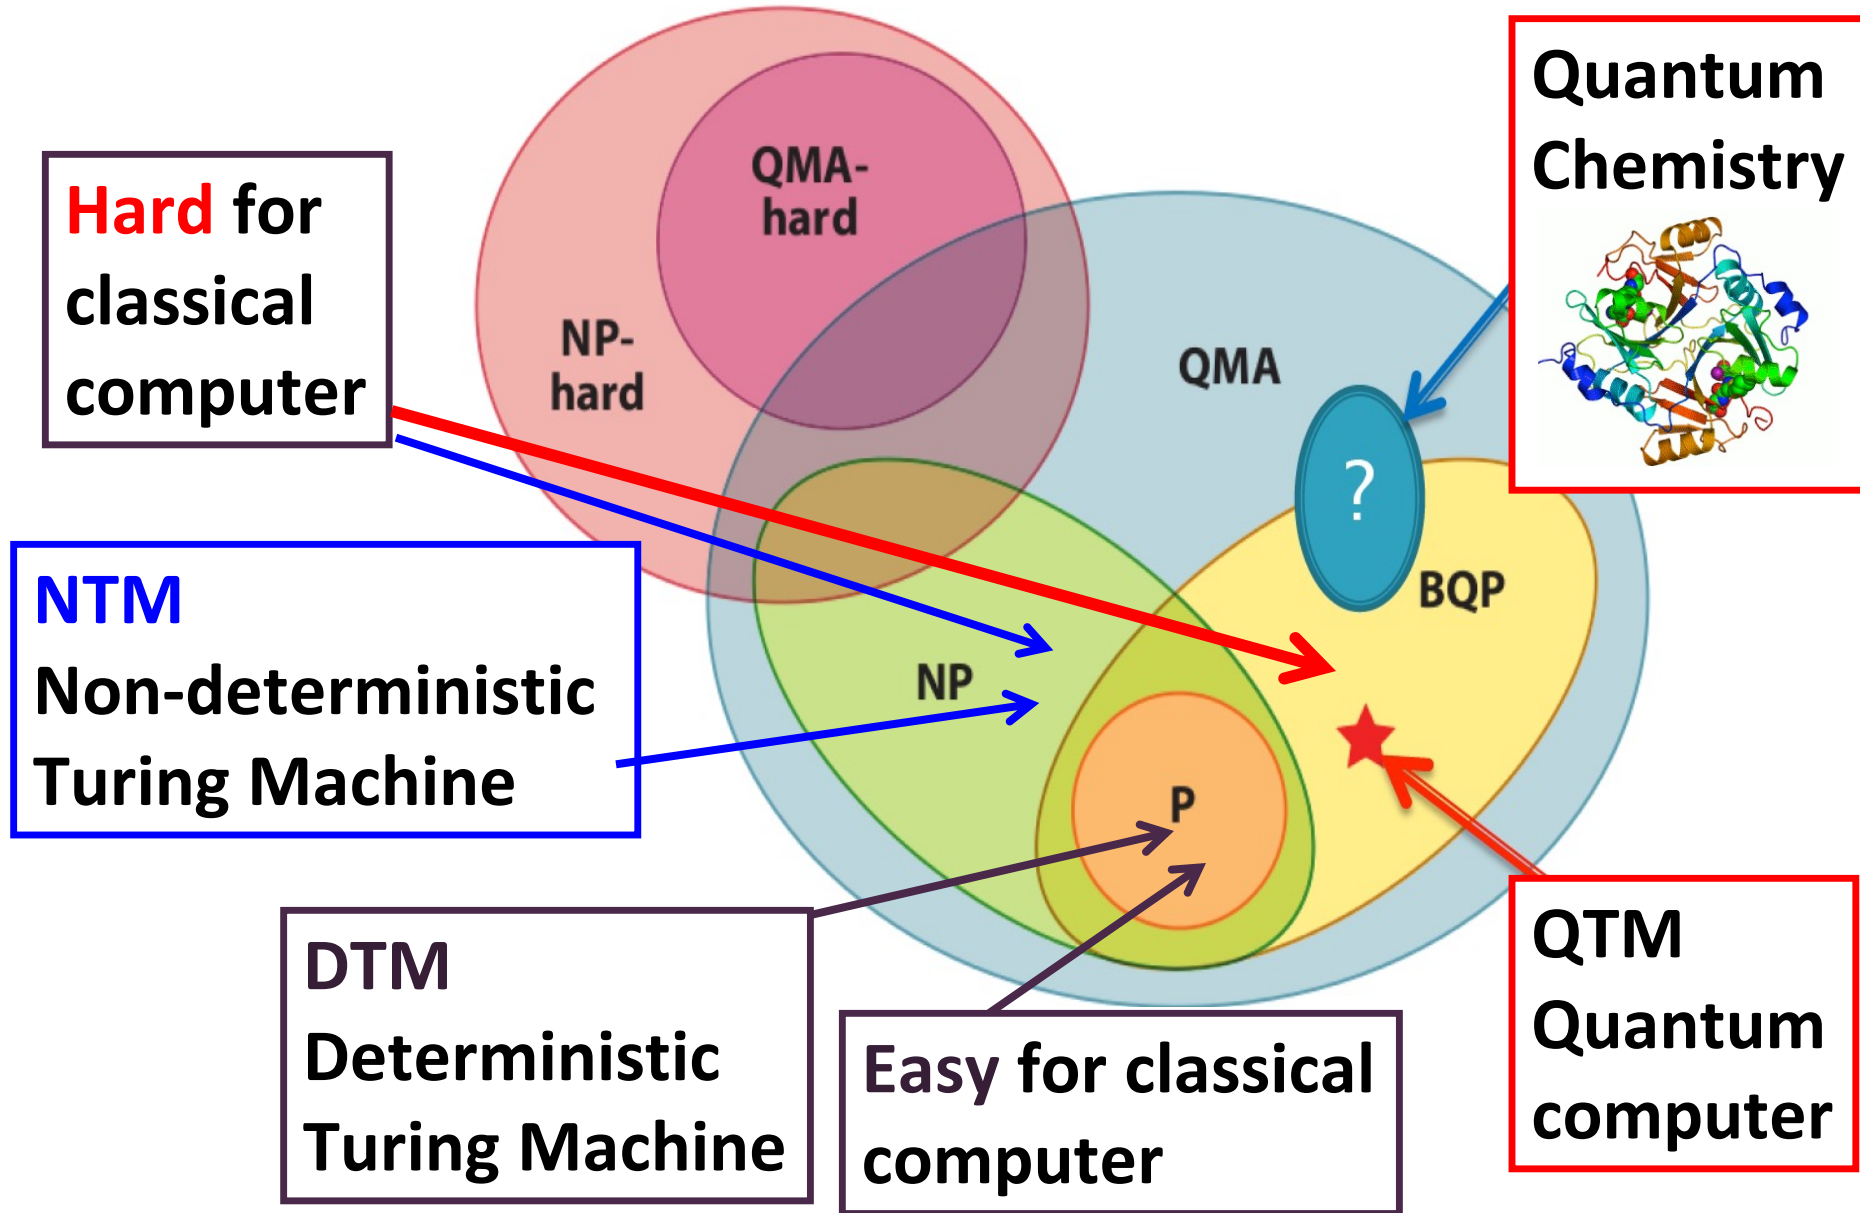 Quantum
Chemistry
QMA-
hard
Hard for
classical
computer
NP-
hard
QMA
?
NTM
Non-deterministic
Turing Machine
BQP
NP
P
DTM
Deterministic
Turing Machine
Easy for classical
computer
QTM
Quantum
computer